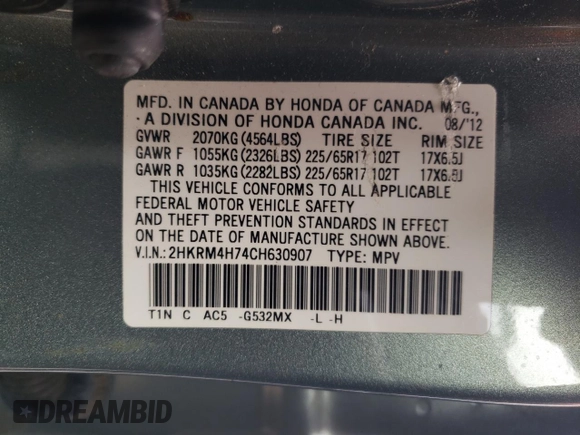 MFD. IN CANADA BY HONDA OF CANADA MFG.,
A DIVISION OF HONDA CANADA INC. 08/'12
GVWR 2070KG (4564LBS) TIRE SIZE RIM SIZE
GAWR F 1055KG (2326LBS) 225/65R17 102T 17X6.5J
GAWR R 1035KG (2282LBS) 225/65R17 102T 17X6.5J
THIS VEHICLE CONFORMS TO ALL APPLICABLE
FEDERAL MOTOR VEHICLE SAFETY
AND THEFT PREVENTION STANDARDS IN EFFECT
ON THE DATE OF MANUFACTURE SHOWN ABOVE.
V.I.N.: 2HKRM4H74CH630907 TYPE: MPV
T1N C AC5 -G532MX -L -H
DREAMBID